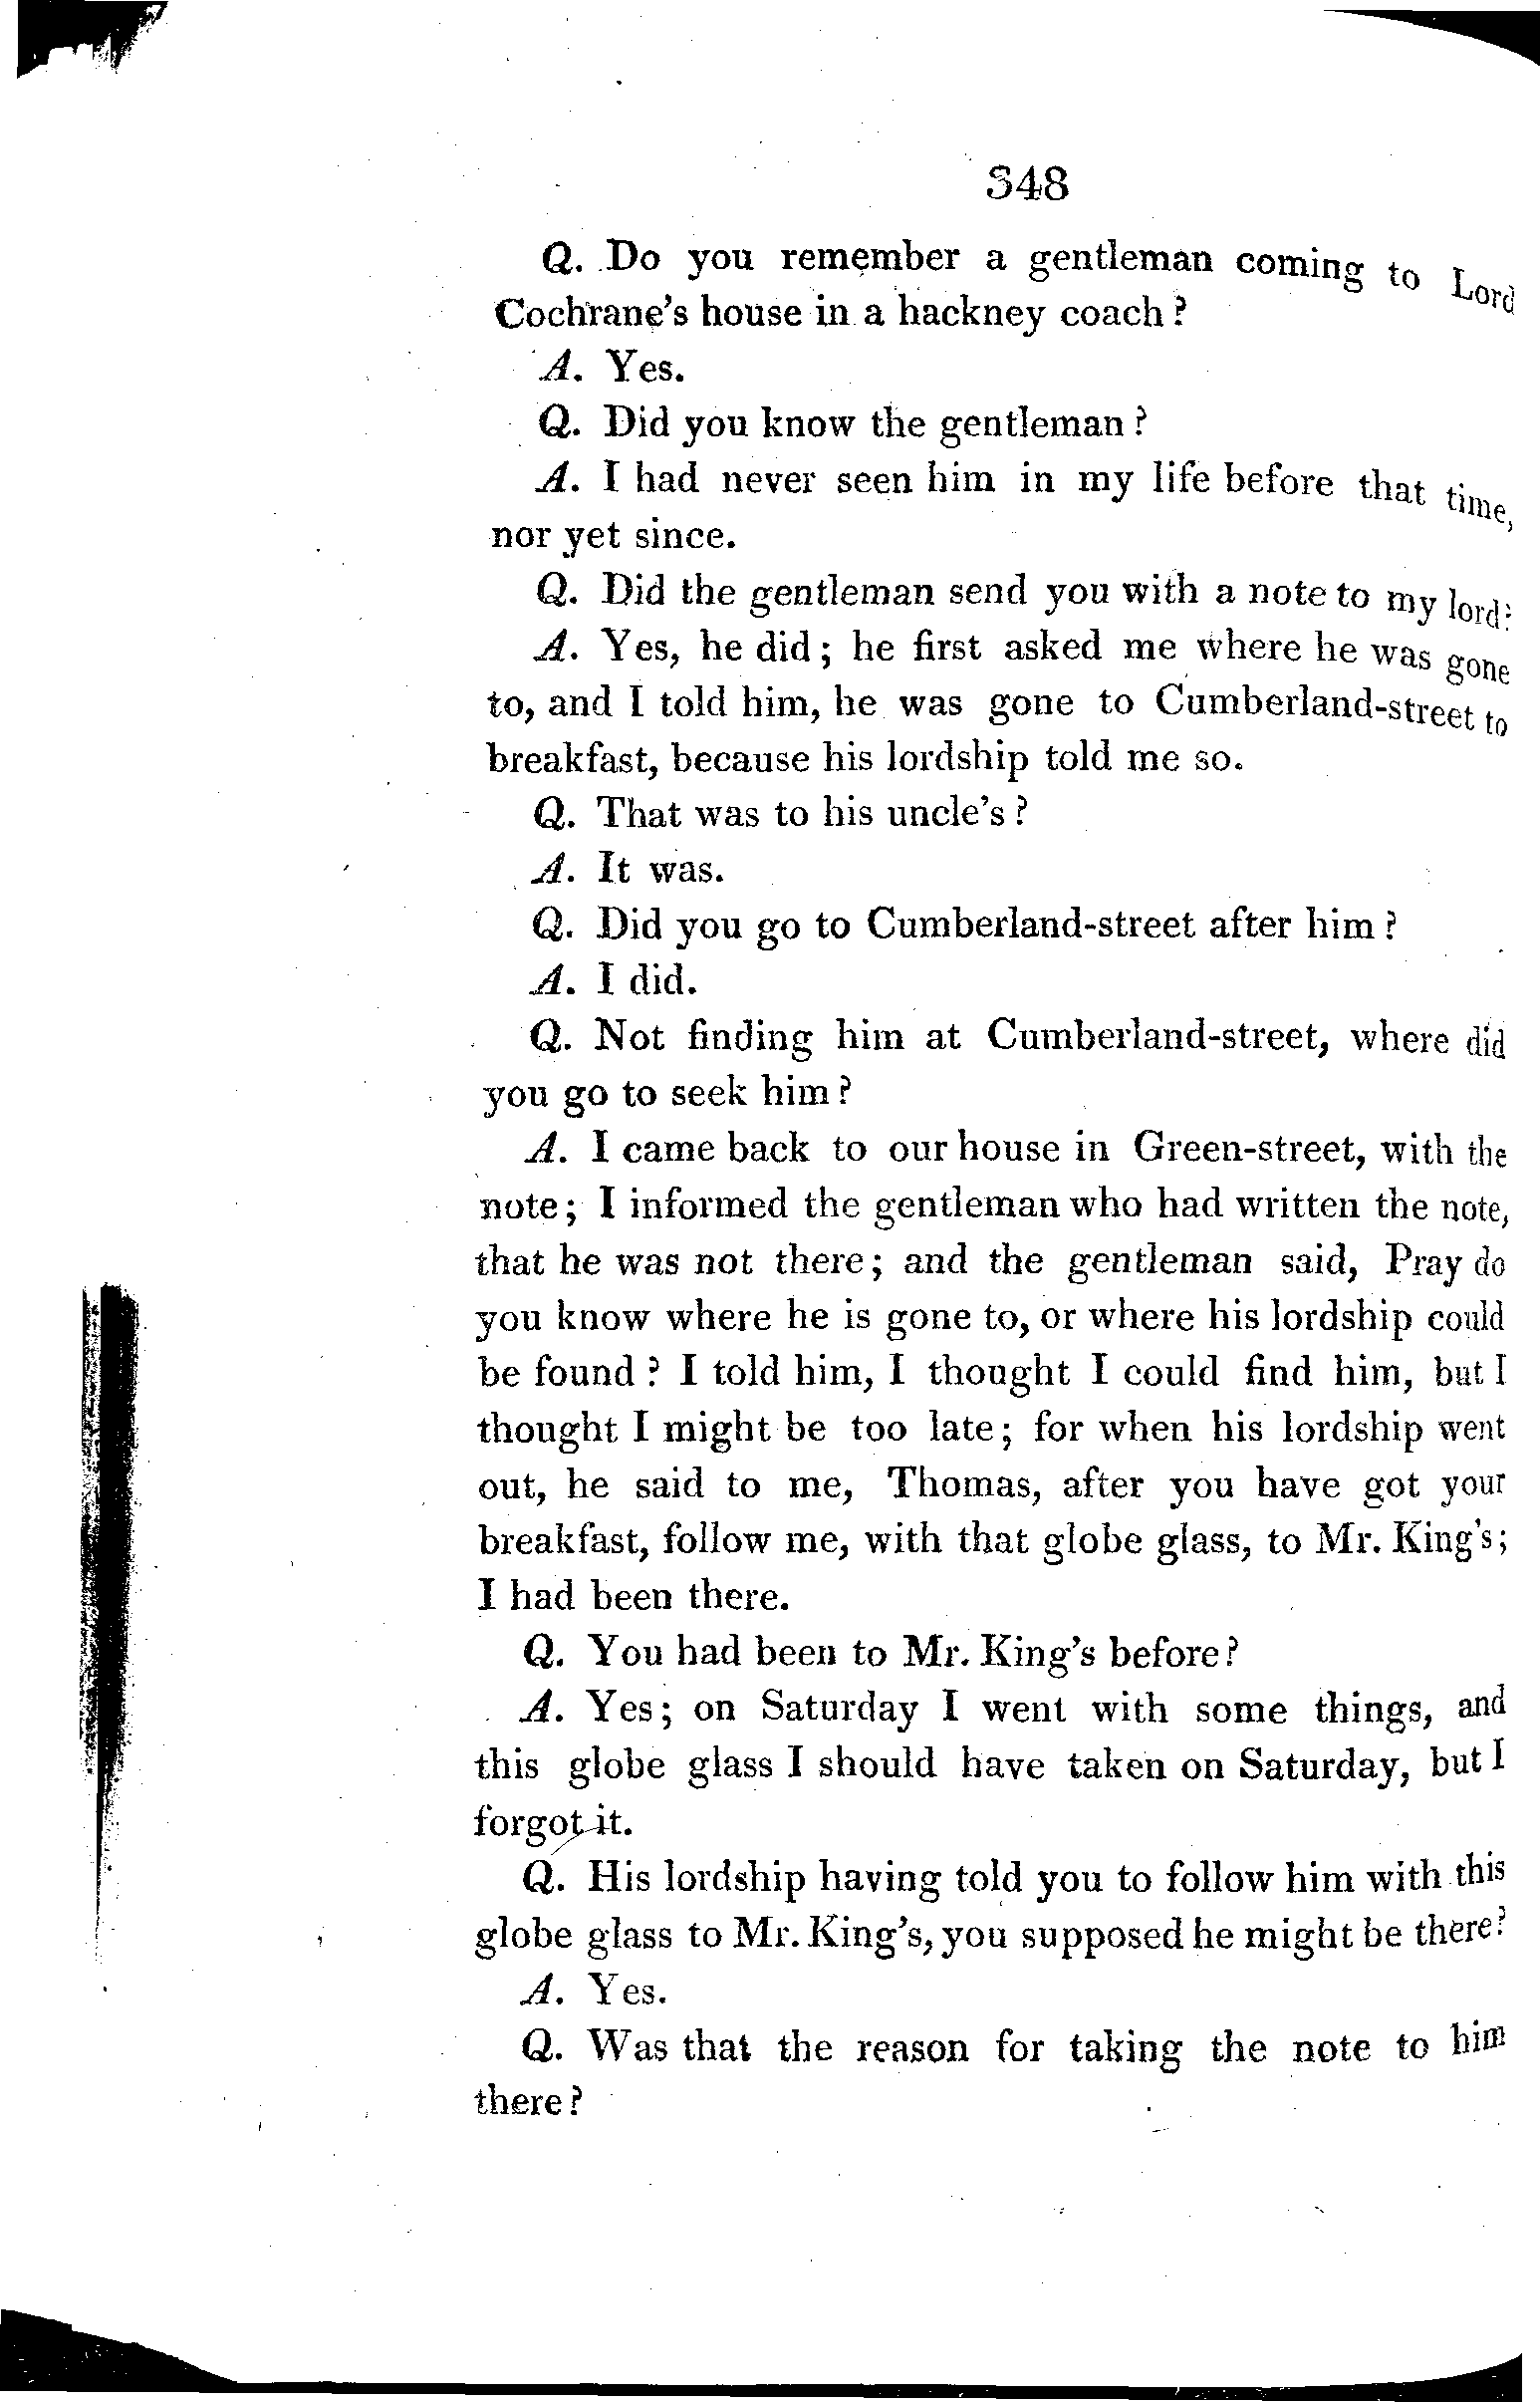 348
Q. Do you remember a gentleman coming to Lord
Cochrane's house in a hackney coach?
A. Yes.
Q. Did you know the gentleman?
A. I had never seen him in my life before that time,
nor yet since.
Q. Did the gentleman send you with a note to my lord?
A. Yes, he did; he first asked me where he was gone
to, and I told him, he was gone to Cumberland-street to
breakfast, because his lordship told me so.
Q. That was to his uncle's?
A. It was.
Q. Did you go to Cumberland-street after him?
A. I did.
Q. Not finding him at Cumberland-street, where did
you go to seek him?
A. I came back to our house in Green-street, with the
note; I informed the gentleman who had written the note,
that he was not there; and the gentleman said, Pray do
you know where he is gone to, or where his lordship could
be found? I told him, I thought I could find him, but I
thought I might be too late; for when his lordship went
out, he said to me, Thomas, after you have got your
breakfast, follow me, with that globe glass, to Mr. King's;
I had been there.
Q. You had been to Mr. King's before?
A. Yes; on Saturday I went with some things, and
this globe glass I should have taken on Saturday, but I
forgot it.
Q. His lordship having told you to follow him with this
globe glass to Mr. King's, you supposed he might be there?
A. Yes.
Q. Was that the reason for taking the note to him
there?